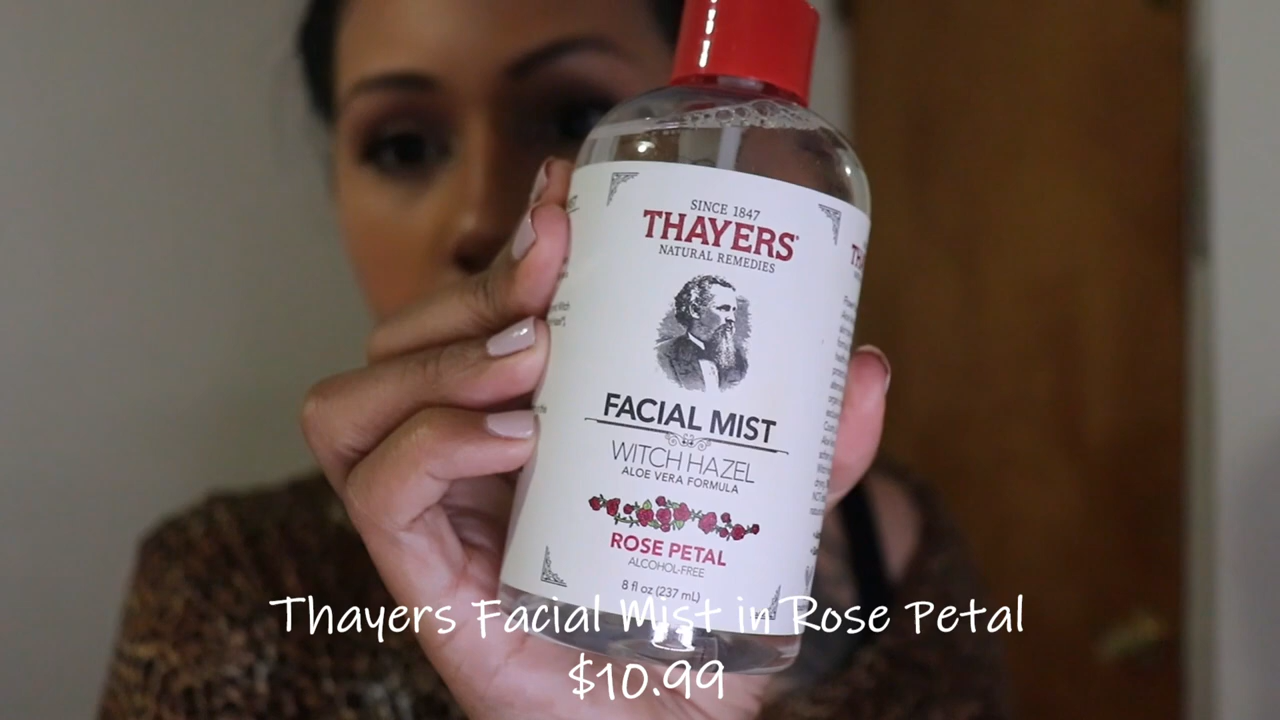 SINCE 1847
THAYERS
NATURAL REMEDIES
FACIAL MIST
WITCH HAZEL
ALOE VERA FORMULA
ROSE PETAL
ALCOHOL-FREE
8 fl oz (237 mL)
Thayers Facial Mist in Rose Petal
$10.99